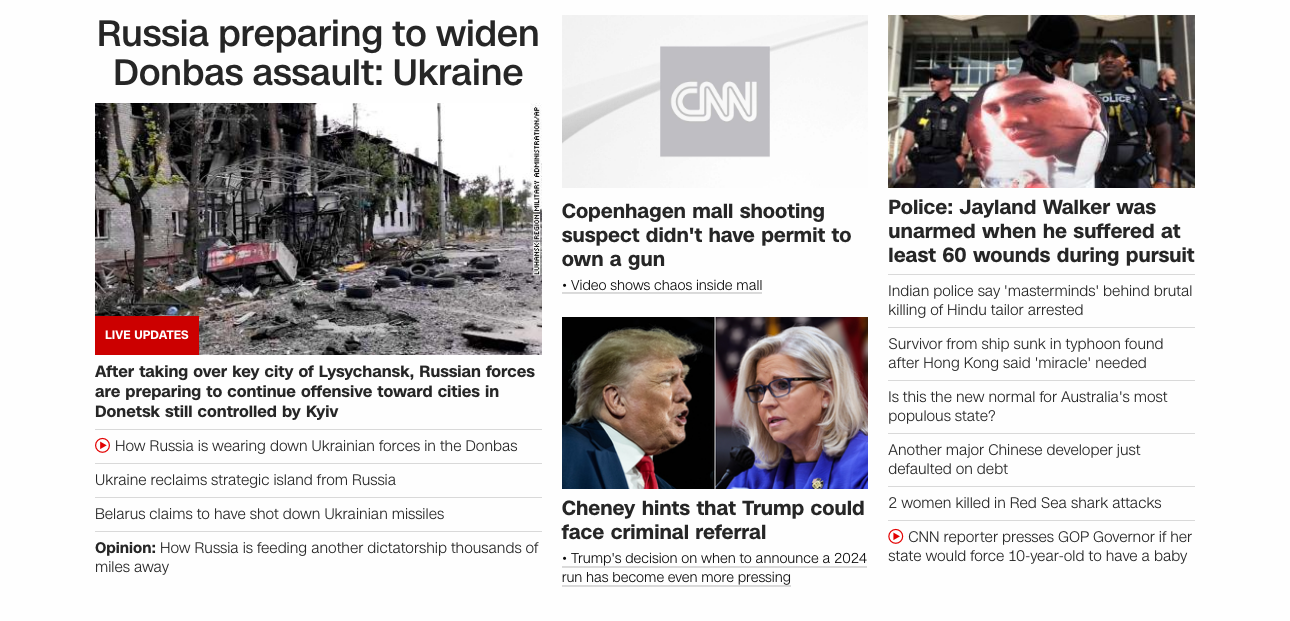 Russia preparing to widen
Donbas assault: Ukraine
LUHANSK REGION MILITARY ADMINISTRATION/AP
LIVE UPDATES
After taking over key city of Lysychansk, Russian forces
are preparing to continue offensive toward cities in
Donetsk still controlled by Kyiv
How Russia is wearing down Ukrainian forces in the Donbas
Ukraine reclaims strategic island from Russia
Belarus claims to have shot down Ukrainian missiles
Opinion: How Russia is feeding another dictatorship thousands of
miles away
CNN
Copenhagen mall shooting
suspect didn't have permit to
own a gun
• Video shows chaos inside mall
Cheney hints that Trump could
face criminal referral
• Trump's decision on when to announce a 2024
run has become even more pressing
POLICE
Police: Jayland Walker was
unarmed when he suffered at
least 60 wounds during pursuit
Indian police say 'masterminds' behind brutal
killing of Hindu tailor arrested
Survivor from ship sunk in typhoon found
after Hong Kong said 'miracle' needed
Is this the new normal for Australia's most
populous state?
Another major Chinese developer just
defaulted on debt
2 women killed in Red Sea shark attacks
CNN reporter presses GOP Governor if her
state would force 10-year-old to have a baby